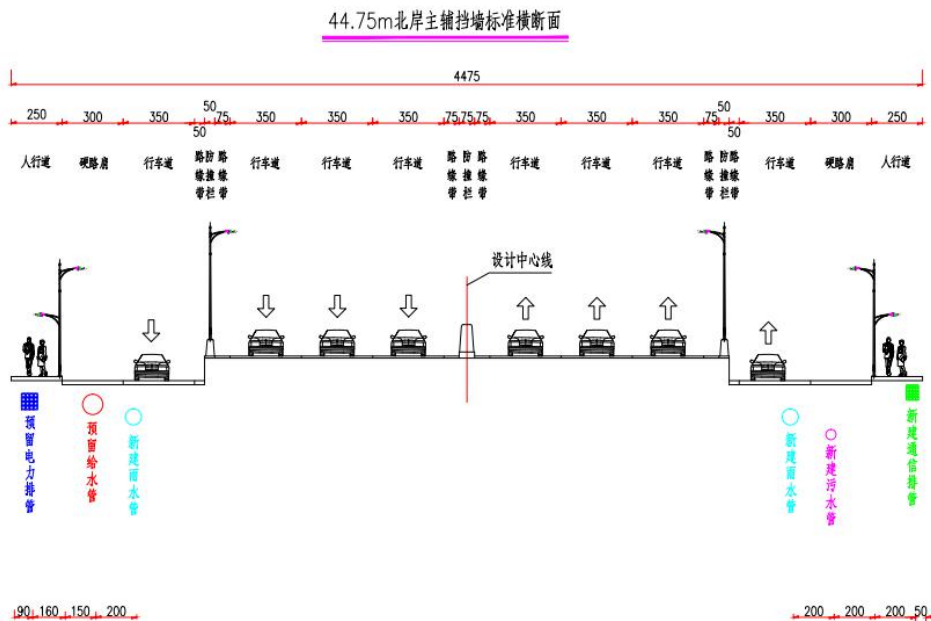 44.75m北岸主辅挡墙标准横断面
4475
250 300 350 50 50 75 350 350 350 75 75 75 350 350 350 75 50 50 350 300 250
人行道 硬路肩 行车道 路缘带 防撞栏 路缘带 行车道 行车道 行车道 路缘带 防撞栏 路缘带 行车道 行车道 行车道 路缘带 防撞栏 路缘带 行车道 硬路肩 人行道
设计中心线
预留电力排管
预留给水管
新建雨水管
新建雨水管
新建污水管
新建通信排管
90 160 150 200
200 200 200 50